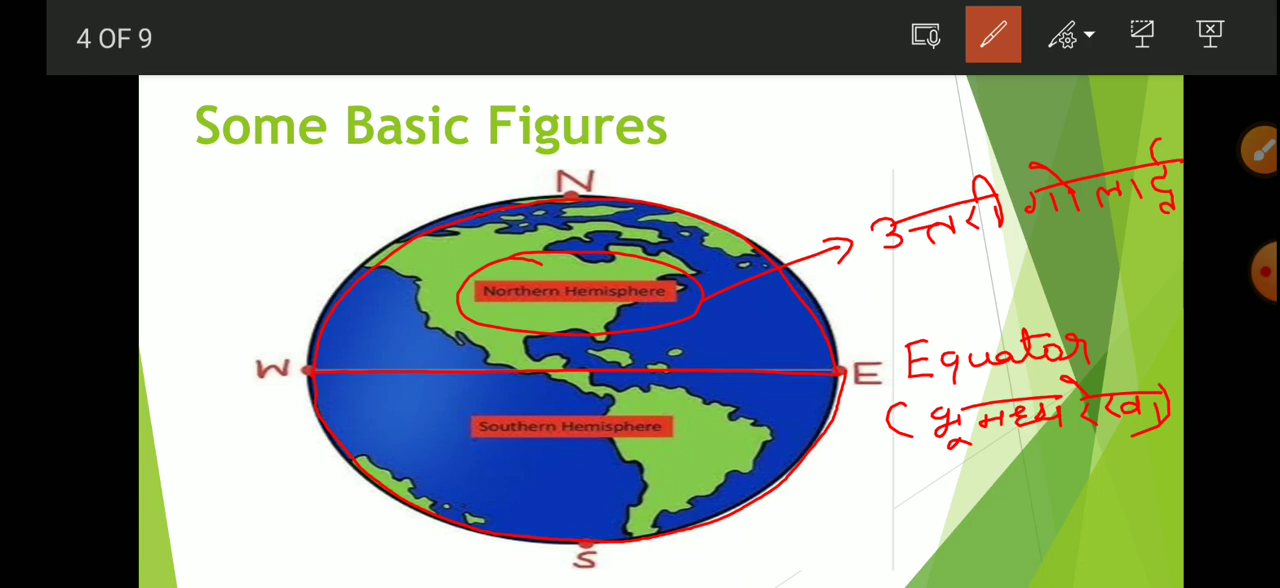 4 OF 9
Some Basic Figures
N
उत्तरी गोलार्द्ध
Northern Hemisphere
W
E
Equator
(भूमध्य रेखा)
Southern Hemisphere
S